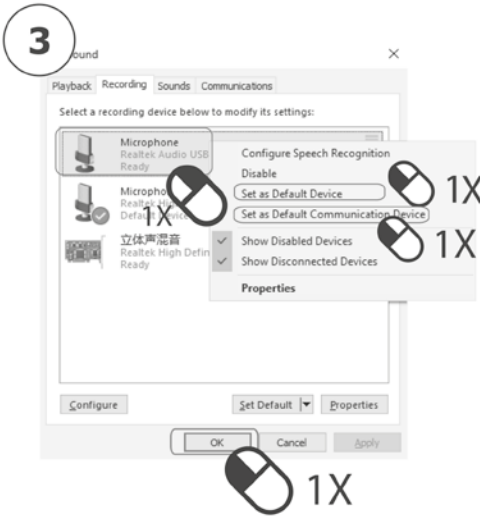 3
ound
Playback Recording Sounds Communications
Select a recording device below to modify its settings:
Microphone
Realtek Audio USB
Ready
Configure Speech Recognition
Disable
Set as Default Device
1X
Set as Default Communication Device
1X
Show Disabled Devices
Show Disconnected Devices
Properties
Micropho
Realtek Hi
Default Device
1X
立体声混音
Realtek High Defin
Ready
Configure
Set Default
Properties
OK
Cancel
Apply
1X